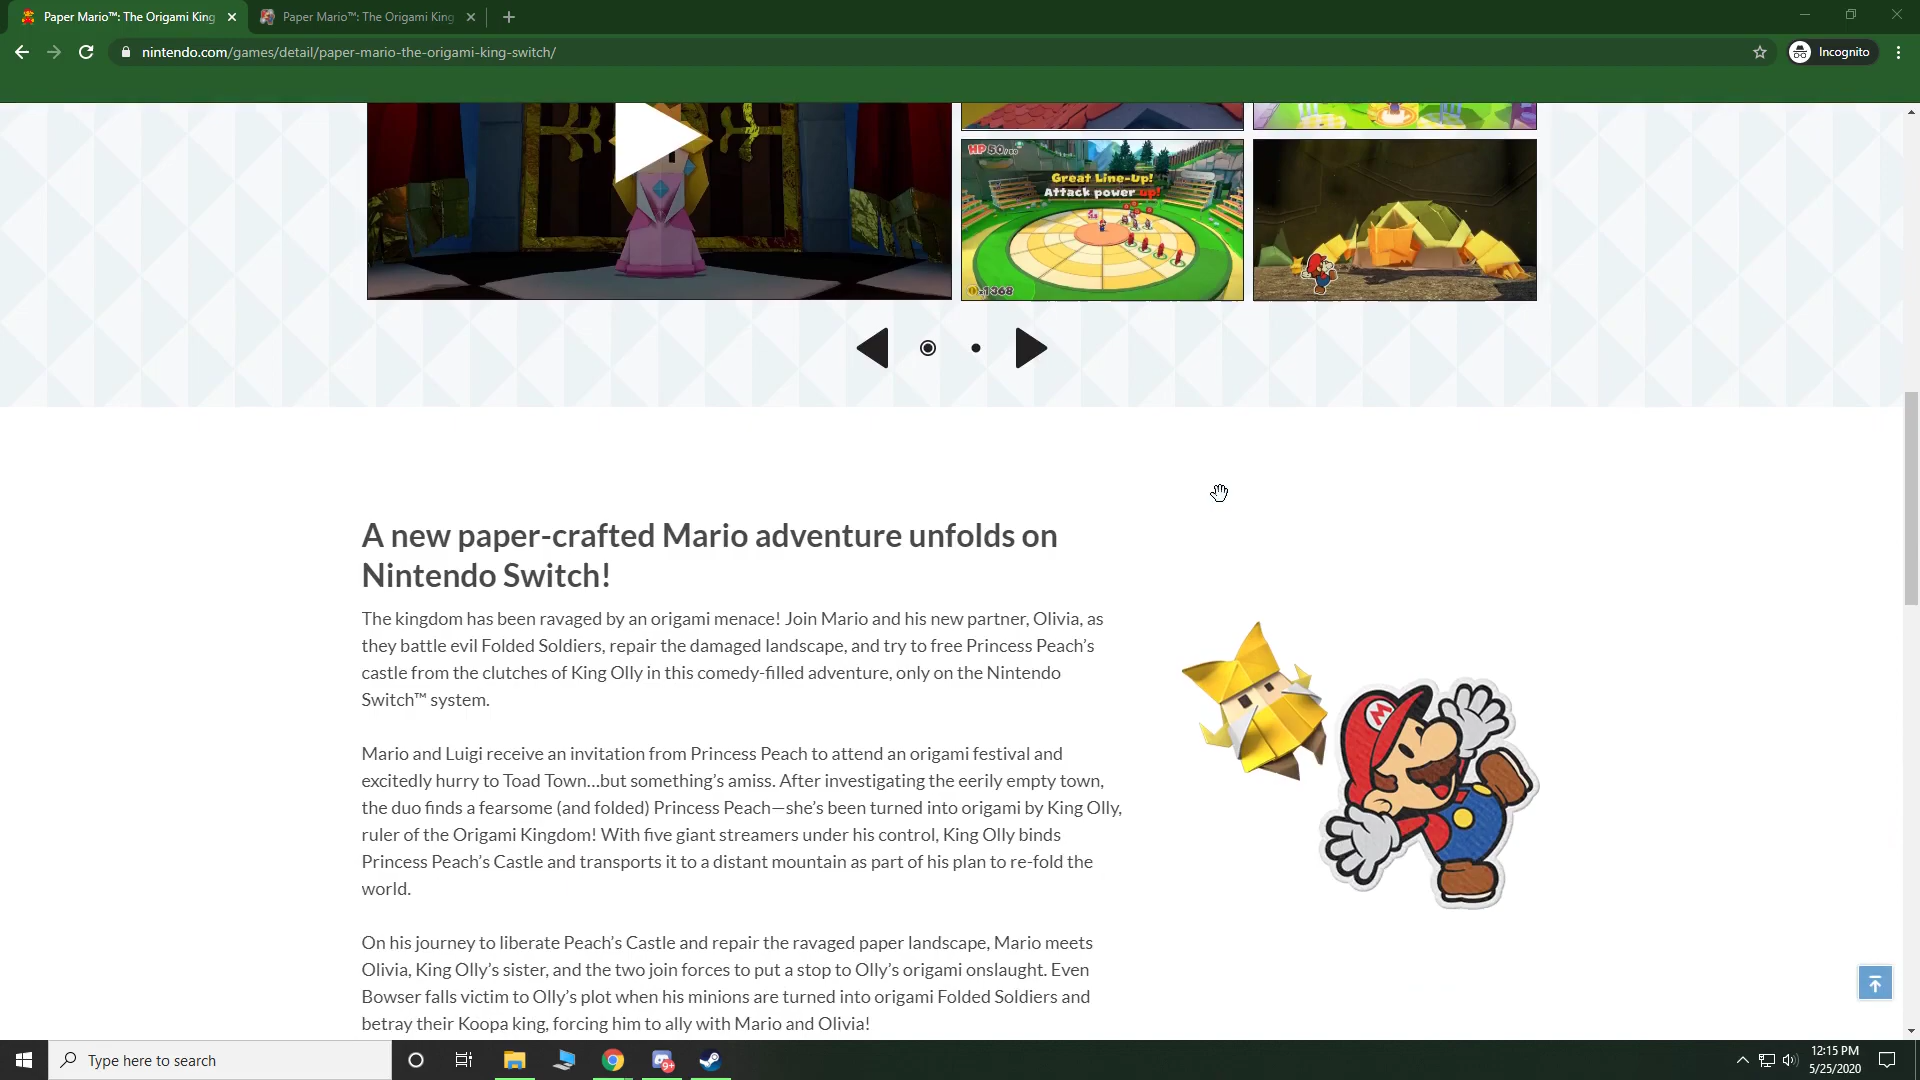 Paper Mario™: The Origami King
Paper Mario™: The Origami King
nintendo.com/games/detail/paper-mario-the-origami-king-switch/
Incognito
HP 50/
Great Line-Up!
Attack power up!
1368
A new paper-crafted Mario adventure unfolds on
Nintendo Switch!
The kingdom has been ravaged by an origami menace! Join Mario and his new partner, Olivia, as
they battle evil Folded Soldiers, repair the damaged landscape, and try to free Princess Peach’s
castle from the clutches of King Olly in this comedy-filled adventure, only on the Nintendo
Switch™ system.
Mario and Luigi receive an invitation from Princess Peach to attend an origami festival and
excitedly hurry to Toad Town…but something’s amiss. After investigating the eerily empty town,
the duo finds a fearsome (and folded) Princess Peach—she’s been turned into origami by King Olly,
ruler of the Origami Kingdom! With five giant streamers under his control, King Olly binds
Princess Peach’s Castle and transports it to a distant mountain as part of his plan to re-fold the
world.
On his journey to liberate Peach’s Castle and repair the ravaged paper landscape, Mario meets
Olivia, King Olly’s sister, and the two join forces to put a stop to Olly’s origami onslaught. Even
Bowser falls victim to Olly’s plot when his minions are turned into origami Folded Soldiers and
betray their Koopa king, forcing him to ally with Mario and Olivia!
M
Type here to search
9+
12:15 PM
5/25/2020